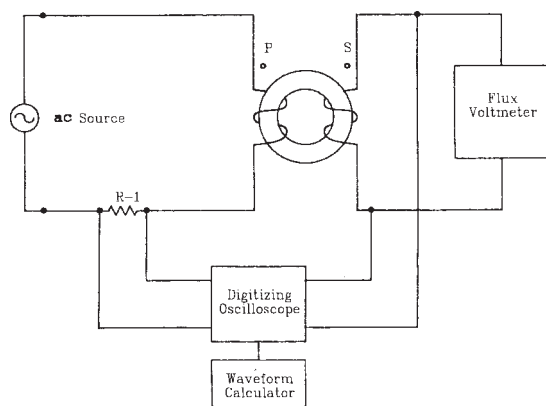 P
S
ac Source
Flux
Voltmeter
R-1
Digitizing
Oscilloscope
Waveform
Calculator